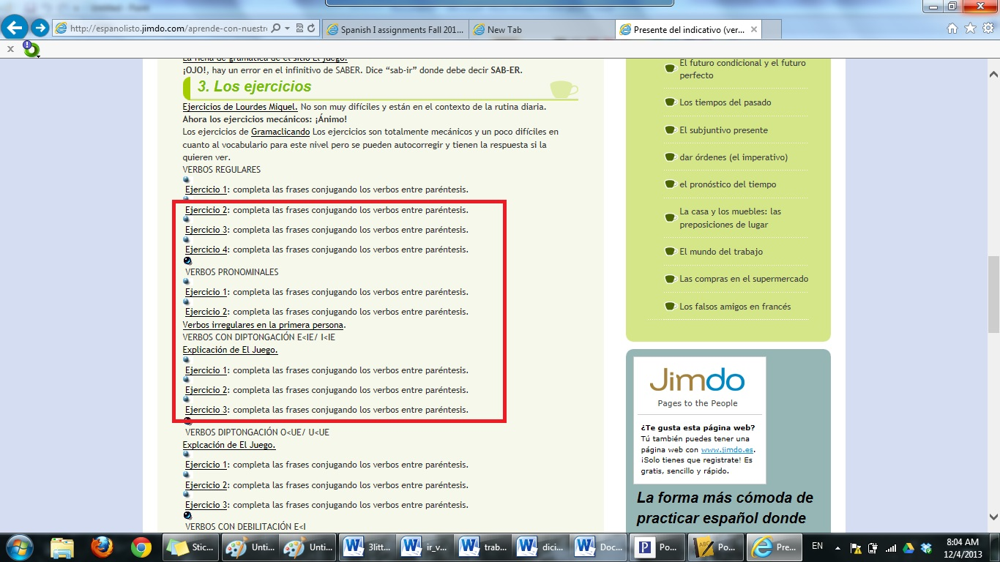 http://espanolisto.jimdo.com/aprende-con-nuestr
Spanish I assignments Fall 201...
New Tab
Presente del indicativo (ver...
La ficha de gramática de el sitio El juego.
¡OJO!, hay un error en el infinitivo de SABER. Dice “sab-ir” donde debe decir SAB-ER.
3. Los ejercicios
Ejercicios de Lourdes Miquel. No son muy difíciles y están en el contexto de la rutina diaria.
Ahora los ejercicios mecánicos: ¡Ánimo!
Los ejercicios de Gramaclicando Los ejercicios son totalmente mecánicos y un poco difíciles en
cuanto al vocabulario para este nivel pero se pueden autocorregir y tienen la respuesta si la
quieren ver.
VERBOS REGULARES
Ejercicio 1: completa las frases conjugando los verbos entre paréntesis.
Ejercicio 2: completa las frases conjugando los verbos entre paréntesis.
Ejercicio 3: completa las frases conjugando los verbos entre paréntesis.
Ejercicio 4: completa las frases conjugando los verbos entre paréntesis.
VERBOS PRONOMINALES
Ejercicio 1: completa las frases conjugando los verbos entre paréntesis.
Ejercicio 2: completa las frases conjugando los verbos entre paréntesis.
Verbos irregulares en la primera persona.
VERBOS CON DIPTONGACIÓN E<IE/ I<IE
Explicación de El Juego.
Ejercicio 1: completa las frases conjugando los verbos entre paréntesis.
Ejercicio 2: completa las frases conjugando los verbos entre paréntesis.
Ejercicio 3: completa las frases conjugando los verbos entre paréntesis.
VERBOS DIPTONGACIÓN O<UE/ U<UE
Explcación de El Juego.
Ejercicio 1: completa las frases conjugando los verbos entre paréntesis.
Ejercicio 2: completa las frases conjugando los verbos entre paréntesis.
Ejercicio 3: completa las frases conjugando los verbos entre paréntesis.
VERBOS CON DEBILITACIÓN E<I
El futuro condicional y el futuro
perfecto
Los tiempos del pasado
El subjuntivo presente
dar órdenes (el imperativo)
el pronóstico del tiempo
La casa y los muebles: las
preposiciones de lugar
El mundo del trabajo
Las compras en el supermercado
Los falsos amigos en francés
Jimdo
Pages to the People
¿Te gusta esta página web?
Tú también puedes tener una
página web con www.jimdo.es.
¡Solo tienes que registrate! Es
gratis, sencillo y rápido.
La forma más cómoda de
practicar español donde
Stic...
Unti...
Unti...
3litt...
ir_v...
trab...
dici...
Doc...
Po...
Po...
Pre...
EN
8:04 AM
12/4/2013